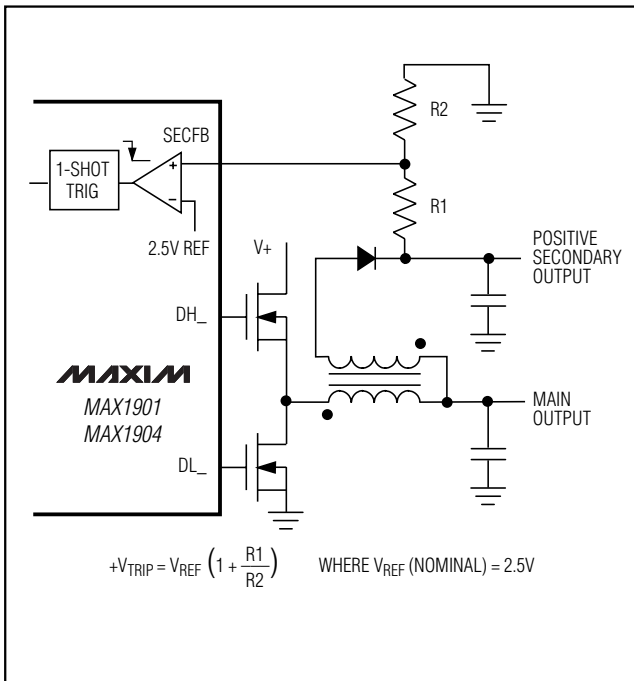 R2
SECFB
+
1-SHOT
TRIG
R1
–
2.5V REF
V+
POSITIVE
SECONDARY
OUTPUT
DH_
MAXIM
MAX1901
MAX1904
MAIN
OUTPUT
DL_
+VTRIP = VREF (1 + R1/R2) WHERE VREF (NOMINAL) = 2.5V